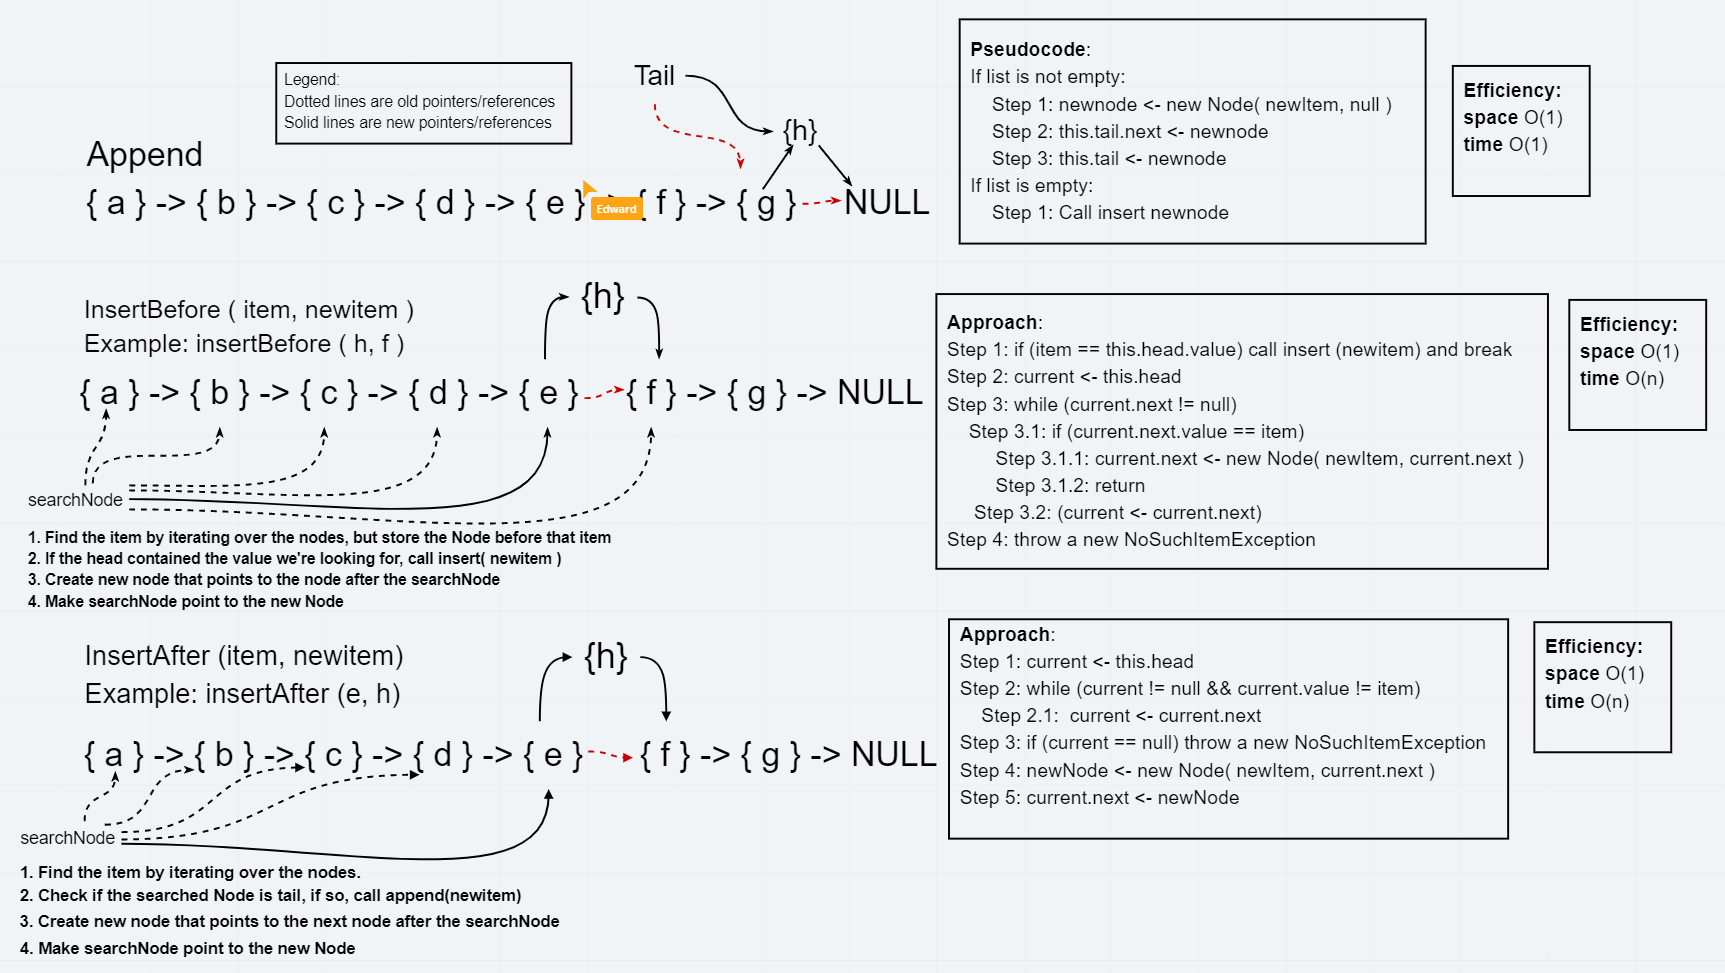 Legend:
Dotted lines are old pointers/references
Solid lines are new pointers/references
Tail
{h}
Append
{ a } -> { b } -> { c } -> { d } -> { e } { f } -> { g } NULL
Edward
Pseudocode:
If list is not empty:
Step 1: newnode <- new Node( newItem, null )
Step 2: this.tail.next <- newnode
Step 3: this.tail <- newnode
If list is empty:
Step 1: Call insert newnode
Efficiency:
space O(1)
time O(1)
InsertBefore ( item, newitem )
Example: insertBefore ( h, f )
{h}
{ a } -> { b } -> { c } -> { d } -> { e } { f } -> { g } -> NULL
searchNode
1. Find the item by iterating over the nodes, but store the Node before that item
2. If the head contained the value we're looking for, call insert( newitem )
3. Create new node that points to the node after the searchNode
4. Make searchNode point to the new Node
Approach:
Step 1: if (item == this.head.value) call insert (newitem) and break
Step 2: current <- this.head
Step 3: while (current.next != null)
Step 3.1: if (current.next.value == item)
Step 3.1.1: current.next <- new Node( newItem, current.next )
Step 3.1.2: return
Step 3.2: (current <- current.next)
Step 4: throw a new NoSuchItemException
Efficiency:
space O(1)
time O(n)
InsertAfter (item, newitem)
Example: insertAfter (e, h)
{h}
{ a } -> { b } -> { c } -> { d } -> { e } { f } -> { g } -> NULL
searchNode
1. Find the item by iterating over the nodes.
2. Check if the searched Node is tail, if so, call append(newitem)
3. Create new node that points to the next node after the searchNode
4. Make searchNode point to the new Node
Approach:
Step 1: current <- this.head
Step 2: while (current != null && current.value != item)
Step 2.1:  current <- current.next
Step 3: if (current == null) throw a new NoSuchItemException
Step 4: newNode <- new Node( newItem, current.next )
Step 5: current.next <- newNode
Efficiency:
space O(1)
time O(n)